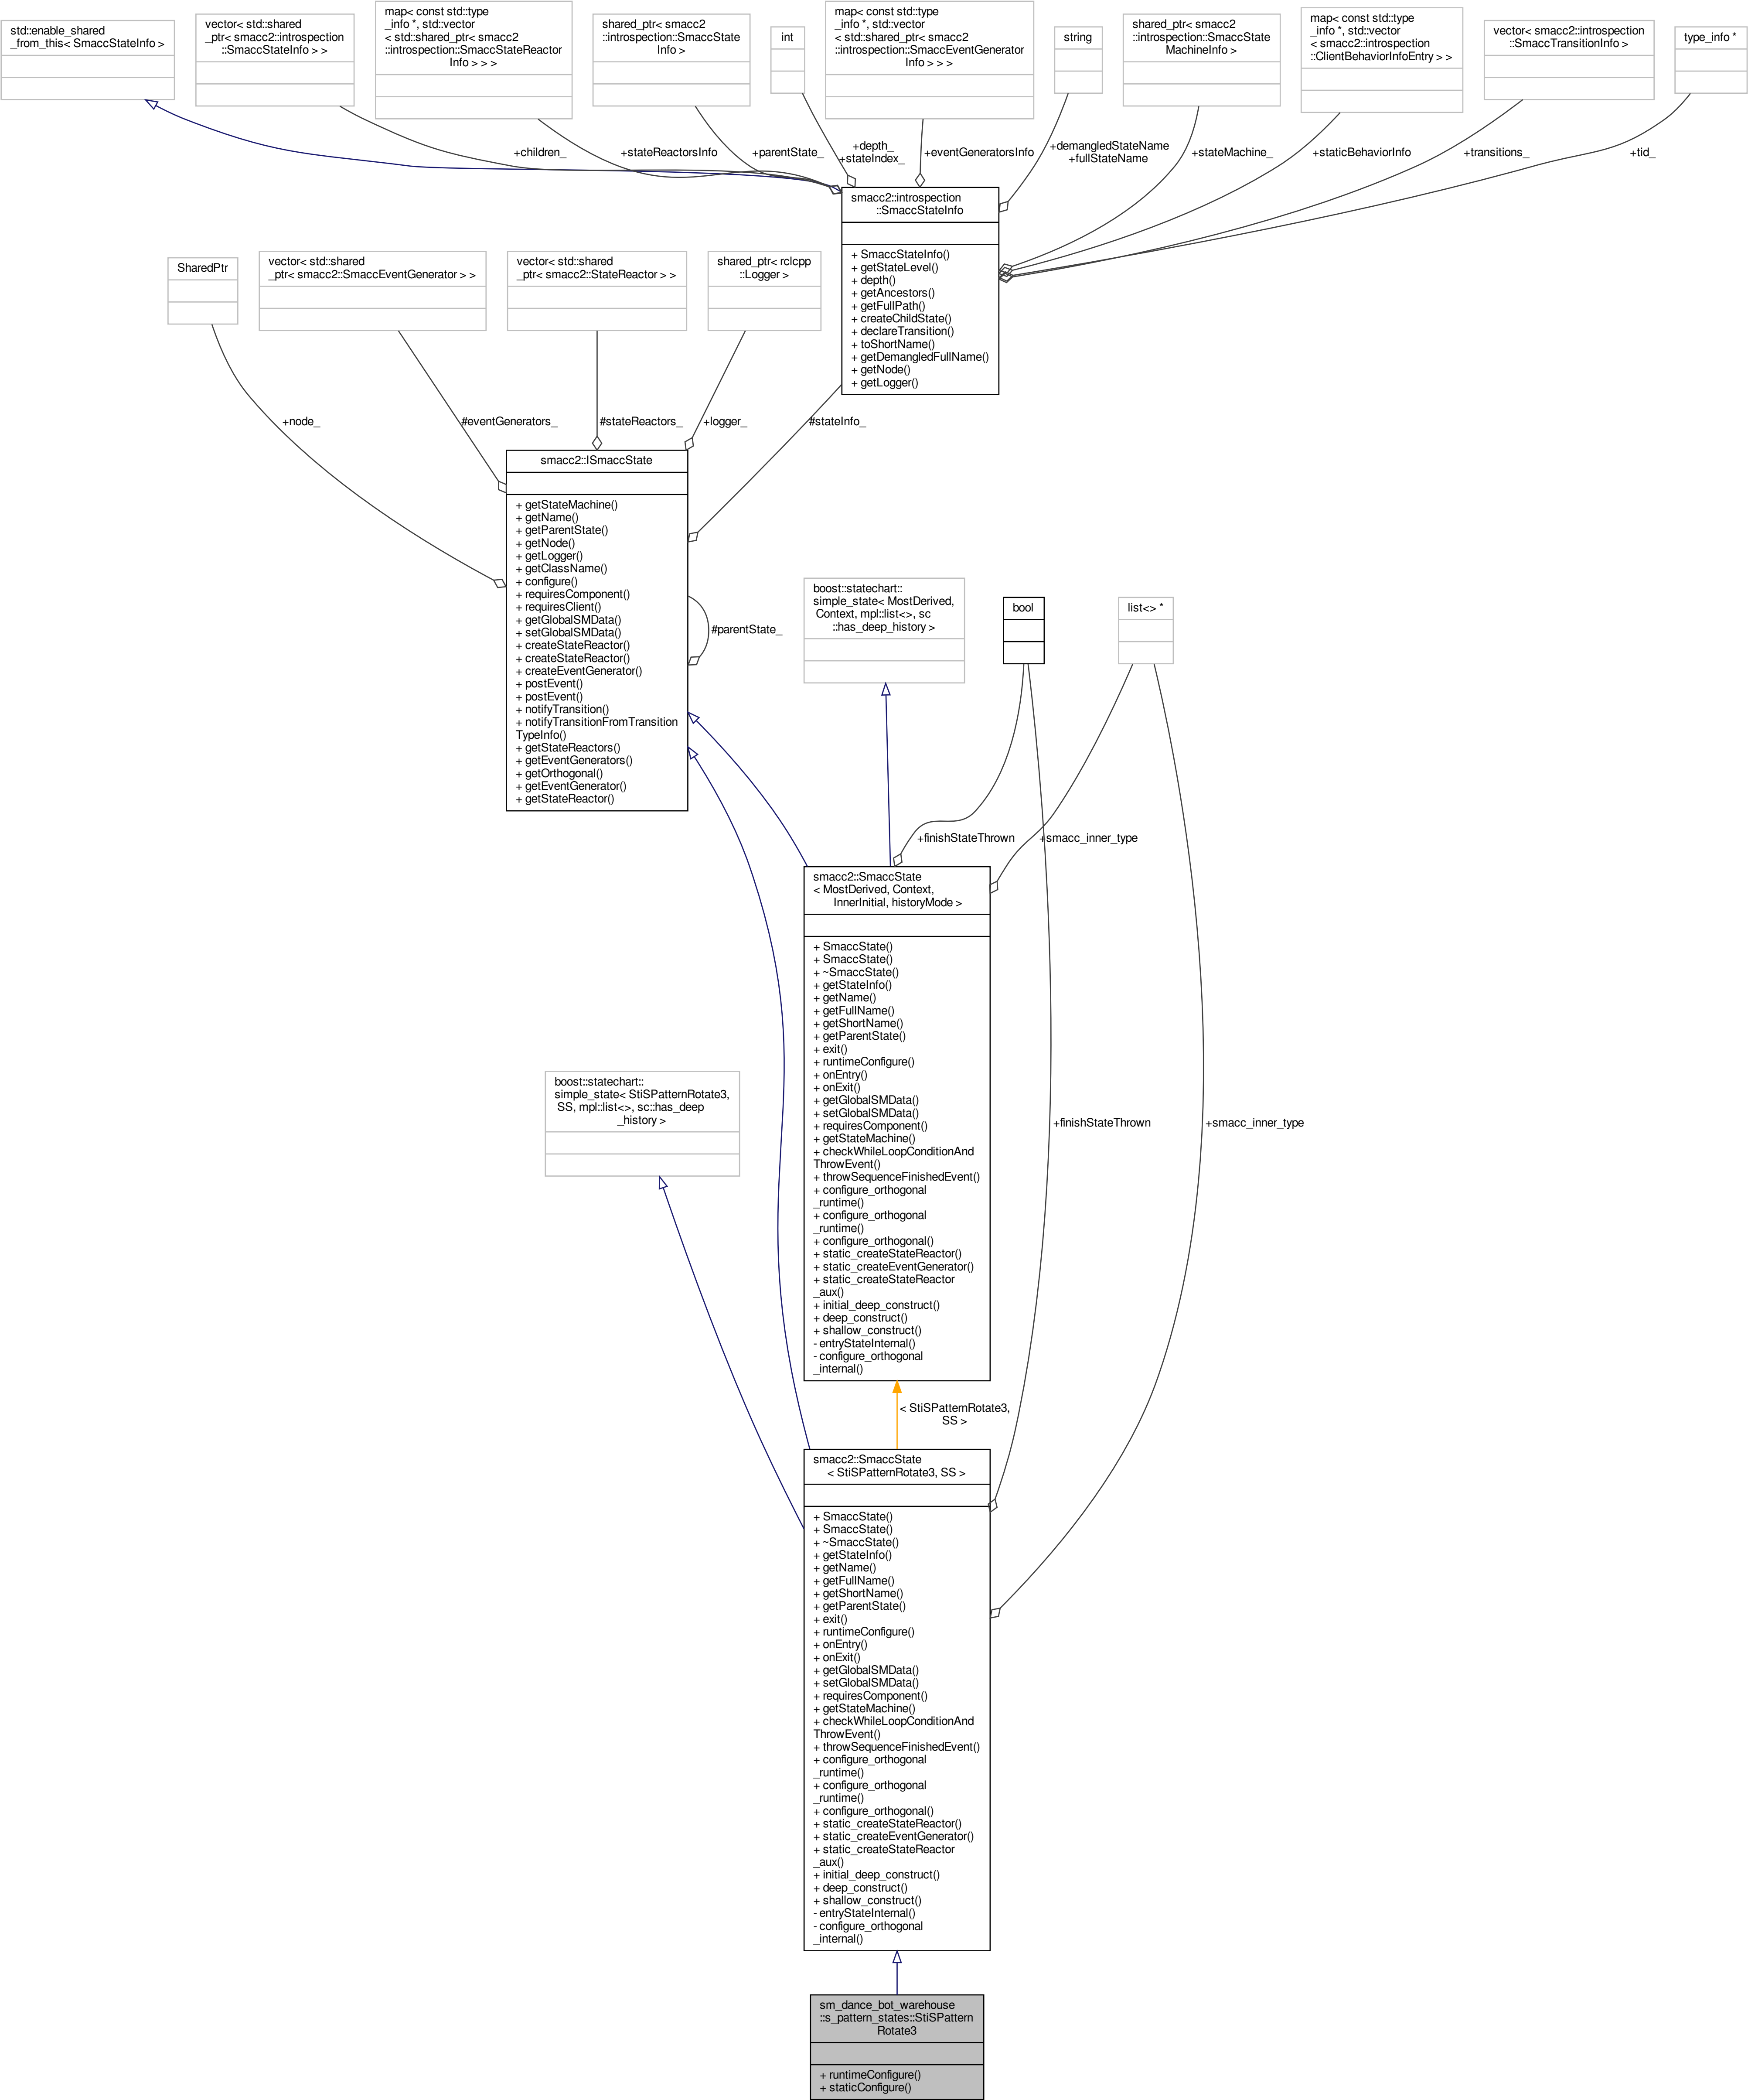 std::enable_shared
_from_this< SmaccStateInfo >
vector< std::shared
_ptr< smacc2::introspection
::SmaccStateInfo > >
map< const std::type
_info *, std::vector
< std::shared_ptr< smacc2
::introspection::SmaccStateReactor
Info > > >
shared_ptr< smacc2
::introspection::SmaccState
Info >
int
map< const std::type
_info *, std::vector
< std::shared_ptr< smacc2
::introspection::SmaccEventGenerator
Info > > >
string
shared_ptr< smacc2
::introspection::SmaccState
MachineInfo >
map< const std::type
_info *, std::vector
< smacc2::introspection
::ClientBehaviorInfoEntry > >
vector< smacc2::introspection
::SmaccTransitionInfo >
type_info *
+children_
+stateReactorsInfo
+parentState_
+depth_
+stateIndex_
+eventGeneratorsInfo
+demangledStateName
+fullStateName
+stateMachine_
+staticBehaviorInfo
+transitions_
+tid_
smacc2::introspection
::SmaccStateInfo
+ SmaccStateInfo()
+ getStateLevel()
+ depth()
+ getAncestors()
+ getFullPath()
+ createChildState()
+ declareTransition()
+ toShortName()
+ getDemangledFullName()
+ getNode()
+ getLogger()
SharedPtr
vector< std::shared
_ptr< smacc2::SmaccEventGenerator > >
vector< std::shared
_ptr< smacc2::StateReactor > >
shared_ptr< rclcpp
::Logger >
+node_
#eventGenerators_
#stateReactors_
+logger_
#stateInfo_
smacc2::ISmaccState
+ getStateMachine()
+ getName()
+ getParentState()
+ getNode()
+ getLogger()
+ getClassName()
+ configure()
+ requiresComponent()
+ requiresClient()
+ getGlobalSMData()
+ setGlobalSMData()
+ createStateReactor()
+ createStateReactor()
+ createEventGenerator()
+ postEvent()
+ postEvent()
+ notifyTransition()
+ notifyTransitionFromTransition
TypeInfo()
+ getStateReactors()
+ getEventGenerators()
+ getOrthogonal()
+ getEventGenerator()
+ getStateReactor()
#parentState_
boost::statechart::
simple_state< MostDerived,
Context, mpl::list<>, sc
::has_deep_history >
bool
list<> *
+finishStateThrown
+smacc_inner_type
smacc2::SmaccState
< MostDerived, Context,
InnerInitial, historyMode >
+ SmaccState()
+ SmaccState()
+ ~SmaccState()
+ getStateInfo()
+ getName()
+ getFullName()
+ getShortName()
+ getParentState()
+ exit()
+ runtimeConfigure()
+ onEntry()
+ onExit()
+ getGlobalSMData()
+ setGlobalSMData()
+ requiresComponent()
+ getStateMachine()
+ checkWhileLoopConditionAnd
ThrowEvent()
+ throwSequenceFinishedEvent()
+ configure_orthogonal
_runtime()
+ configure_orthogonal
_runtime()
+ configure_orthogonal()
+ static_createStateReactor()
+ static_createEventGenerator()
+ static_createStateReactor
_aux()
+ initial_deep_construct()
+ deep_construct()
+ shallow_construct()
- entryStateInternal()
- configure_orthogonal
_internal()
boost::statechart::
simple_state< StiSPatternRotate3,
SS, mpl::list<>, sc::has_deep
_history >
+finishStateThrown
+smacc_inner_type
< StiSPatternRotate3,
SS >
smacc2::SmaccState
< StiSPatternRotate3, SS >
+ SmaccState()
+ SmaccState()
+ ~SmaccState()
+ getStateInfo()
+ getName()
+ getFullName()
+ getShortName()
+ getParentState()
+ exit()
+ runtimeConfigure()
+ onEntry()
+ onExit()
+ getGlobalSMData()
+ setGlobalSMData()
+ requiresComponent()
+ getStateMachine()
+ checkWhileLoopConditionAnd
ThrowEvent()
+ throwSequenceFinishedEvent()
+ configure_orthogonal
_runtime()
+ configure_orthogonal
_runtime()
+ configure_orthogonal()
+ static_createStateReactor()
+ static_createEventGenerator()
+ static_createStateReactor
_aux()
+ initial_deep_construct()
+ deep_construct()
+ shallow_construct()
- entryStateInternal()
- configure_orthogonal
_internal()
sm_dance_bot_warehouse
::s_pattern_states::StiSPattern
Rotate3
+ runtimeConfigure()
+ staticConfigure()